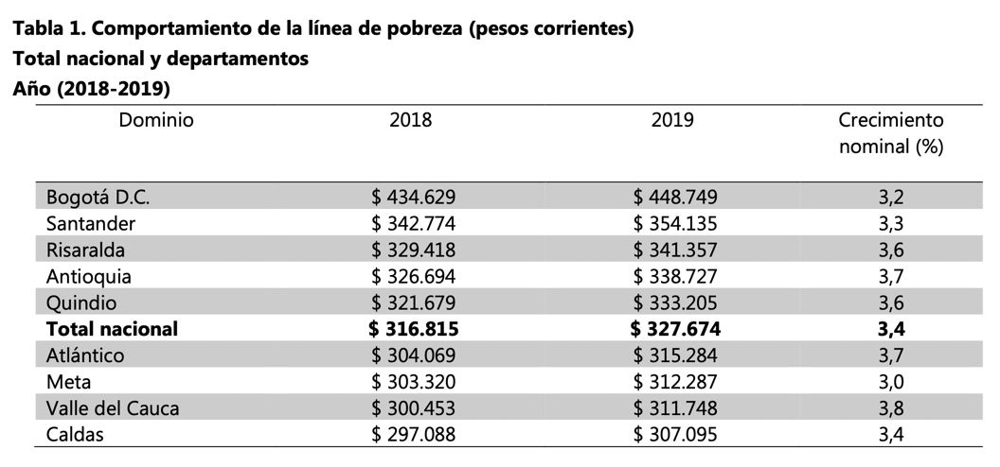 Tabla 1. Comportamiento de la línea de pobreza (pesos corrientes)
Total nacional y departamentos
Año (2018-2019)
Dominio 2018 2019 Crecimiento
nominal (%)
Bogotá D.C. $ 434.629 $ 448.749 3,2
Santander $ 342.774 $ 354.135 3,3
Risaralda $ 329.418 $ 341.357 3,6
Antioquia $ 326.694 $ 338.727 3,7
Quindio $ 321.679 $ 333.205 3,6
Total nacional $ 316.815 $ 327.674 3,4
Atlántico $ 304.069 $ 315.284 3,7
Meta $ 303.320 $ 312.287 3,0
Valle del Cauca $ 300.453 $ 311.748 3,8
Caldas $ 297.088 $ 307.095 3,4